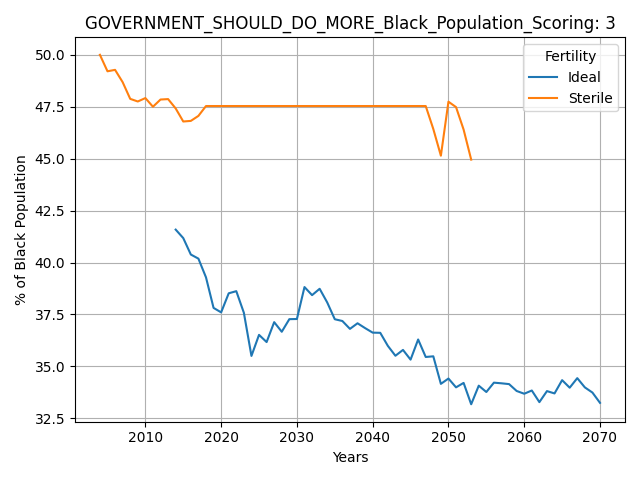 GOVERNMENT_SHOULD_DO_MORE_Black_Population_Scoring: 3
Fertility
Ideal
Sterile
% of Black Population
50.0
47.5
45.0
42.5
40.0
37.5
35.0
32.5
2010 2020 2030 2040 2050 2060 2070
Years